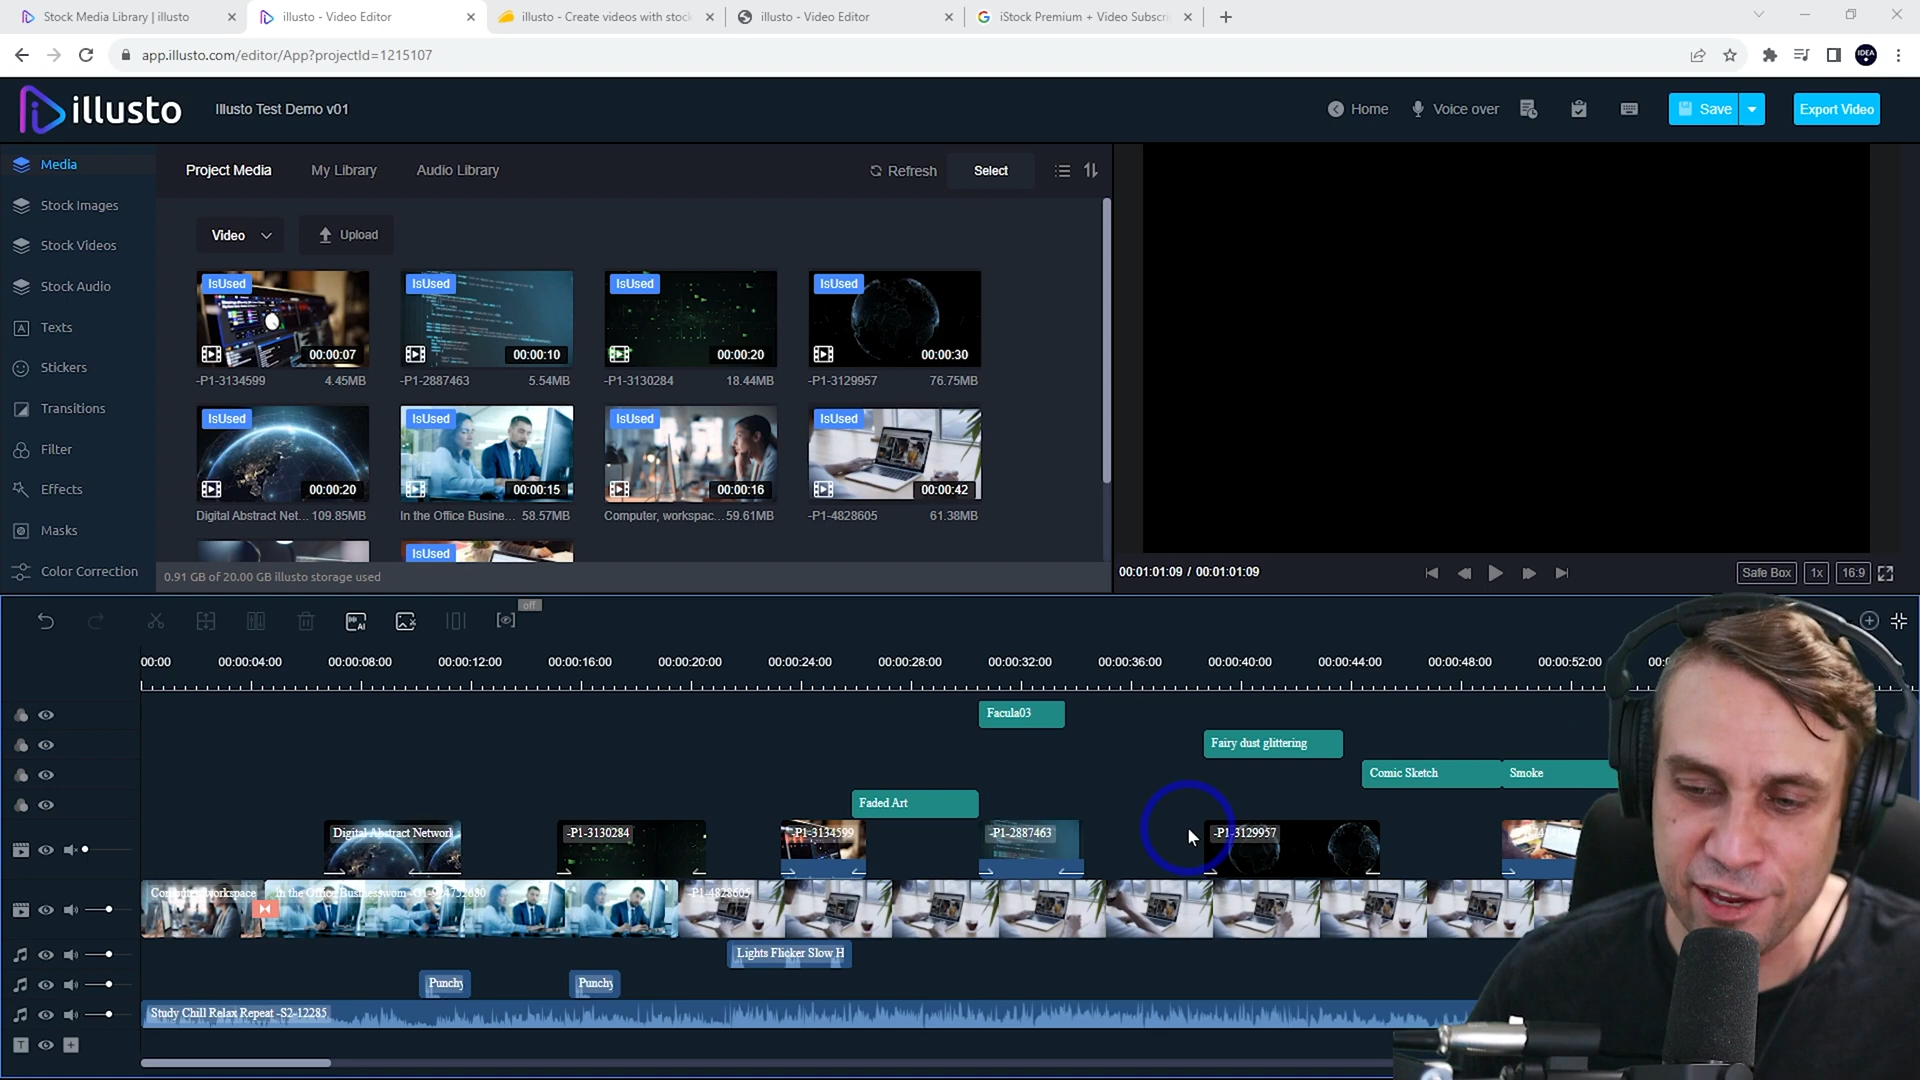 Stock Media Library | illusto
illusto - Video Editor
illusto - Create videos with stock
illusto - Video Editor
iStock Premium + Video Subscri
app.illusto.com/editor/App?projectId=1215107
IDEA
illusto
Illusto Test Demo v01
Home
Voice over
Save
Export Video
Media
Stock Images
Stock Videos
Stock Audio
Texts
Stickers
Transitions
Filter
Effects
Masks
Color Correction
Project Media
My Library
Audio Library
Refresh
Select
Video
Upload
IsUsed
00:00:07
-P1-3134599 4.45MB
IsUsed
00:00:10
-P1-2887463 5.54MB
IsUsed
00:00:20
-P1-3130284 18.44MB
IsUsed
00:00:30
-P1-3129957 76.75MB
IsUsed
00:00:20
Digital Abstract Net... 109.85MB
IsUsed
00:00:15
In the Office Busine... 58.57MB
IsUsed
00:00:16
Computer, workspac... 59.61MB
IsUsed
00:00:42
-P1-4828605 61.38MB
IsUsed
0.91 GB of 20.00 GB illusto storage used
00:01:01:09 / 00:01:01:09
Safe Box
1x
16:9
off
AI
00:00 00:00:04:00 00:00:08:00 00:00:12:00 00:00:16:00 00:00:20:00 00:00:24:00 00:00:28:00 00:00:32:00 00:00:36:00 00:00:40:00 00:00:44:00 00:00:48:00 00:00:52:00
Facula03
Fairy dust glittering
Comic Sketch
Smoke
Faded Art
Digital Abstract Network
-P1-3130284
-P1-3134599
-P1-2887463
-P1-3129957
Computer, workspace
-P1-4828605
Lights Flicker Slow H
Punchy
Punchy
Study Chill Relax Repeat -S2-12285
T